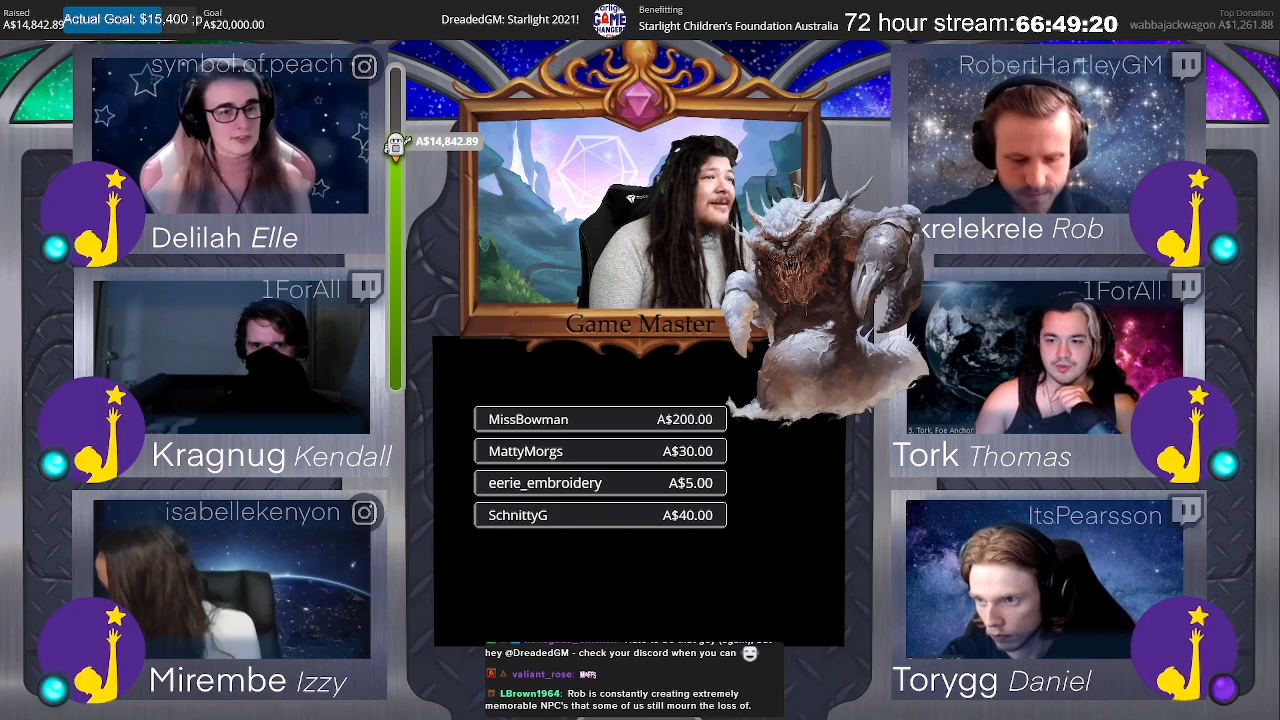 Raised
A$14,842.89
Actual Goal: $15,400 :p
Goal
A$20,000.00
DreadedGM: Starlight 2021!
Benefitting
Starlight Children's Foundation Australia
72 hour stream: 66:49:20
Top Donation
wabbajackwagon A$1,261.88
symbol.of.peach
Delilah Elle
A$14,842.89
RobertHartleyGM
krelekrele Rob
Game Master
1ForAll
Kragnug Kendall
1ForAll
5. Tork, Foe Anchor
Tork Thomas
MissBowman A$200.00
MattyMorgs A$30.00
eerie_embroidery A$5.00
SchnittyG A$40.00
isabellekenyon
Mirembe Izzy
ItsPearsson
Torygg Daniel
hey @DreadedGM - check your discord when you can
valiant_rose:
LBrown1964: Rob is constantly creating extremely
memorable NPC's that some of us still mourn the loss of.